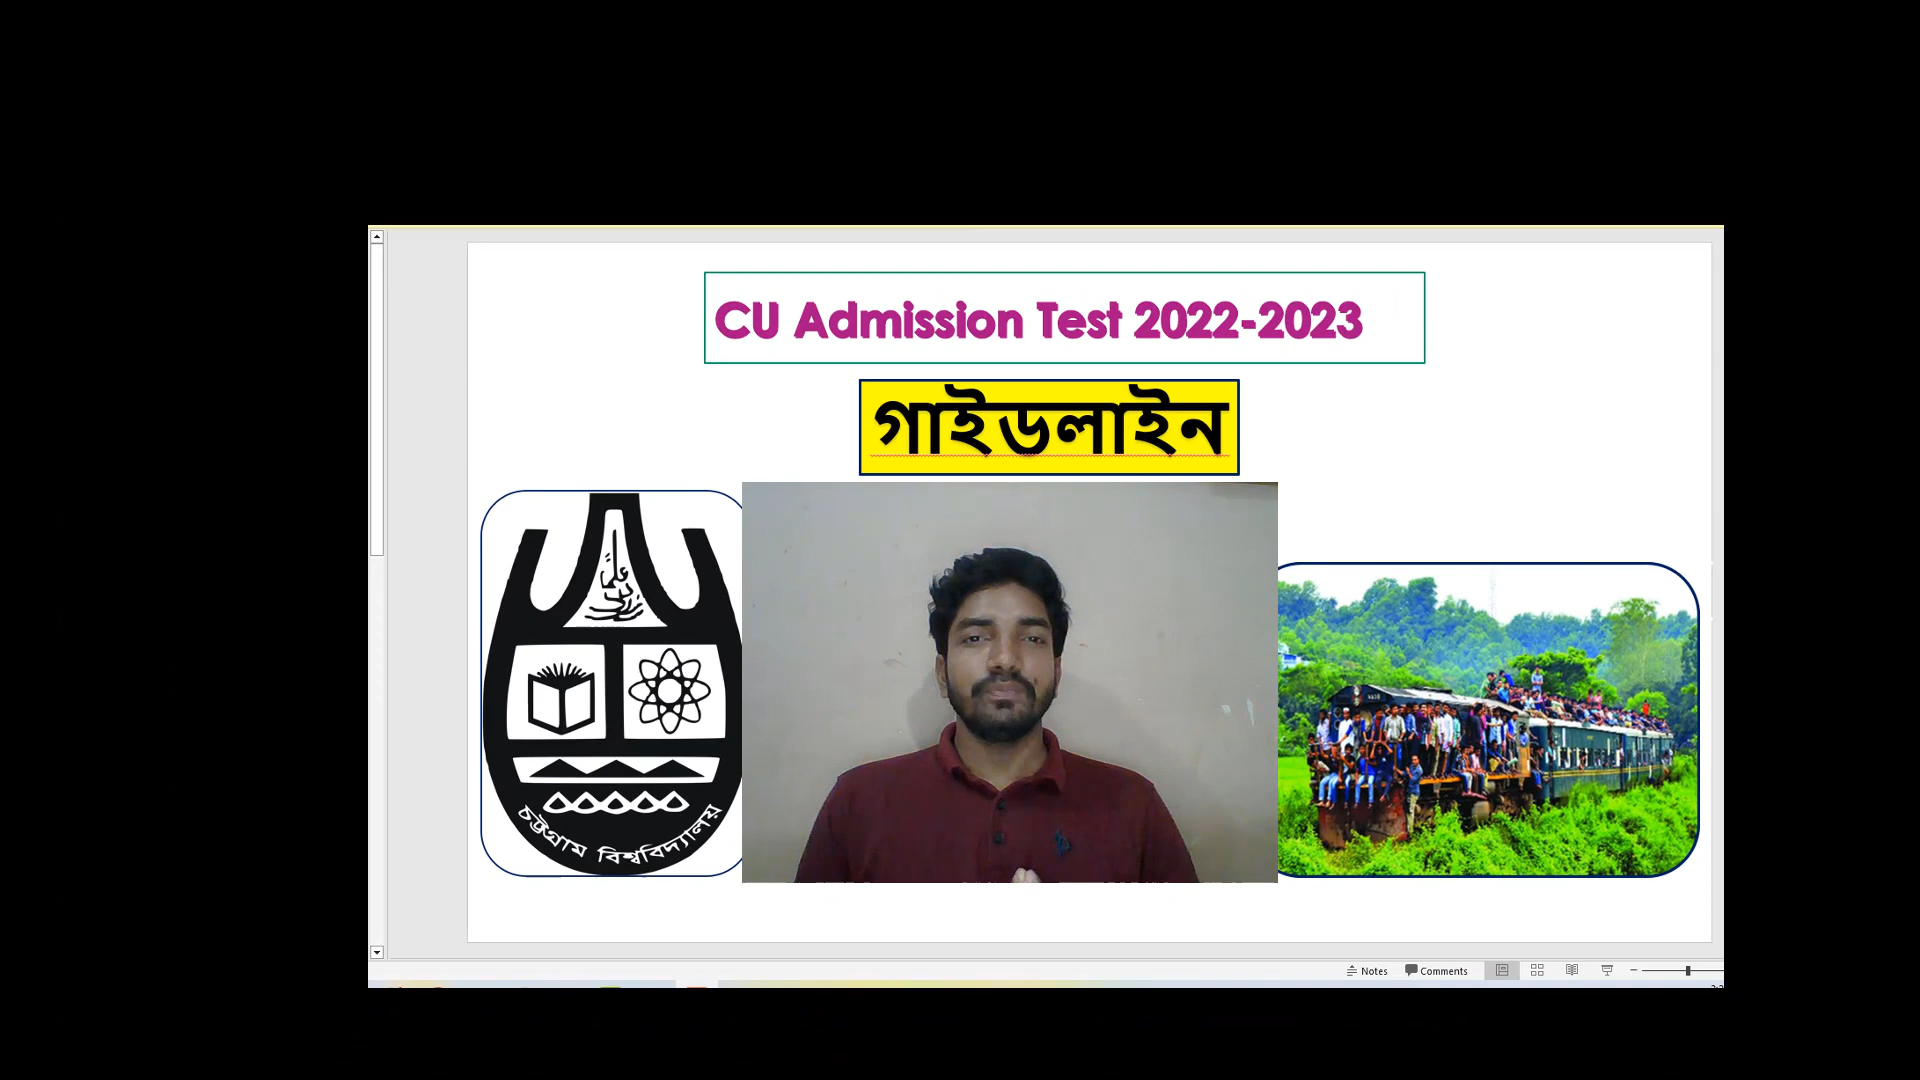 CU Admission Test 2022-2023
গাইডলাইন
চট্টগ্রাম বিশ্ববিদ্যালয়
Notes
Comments